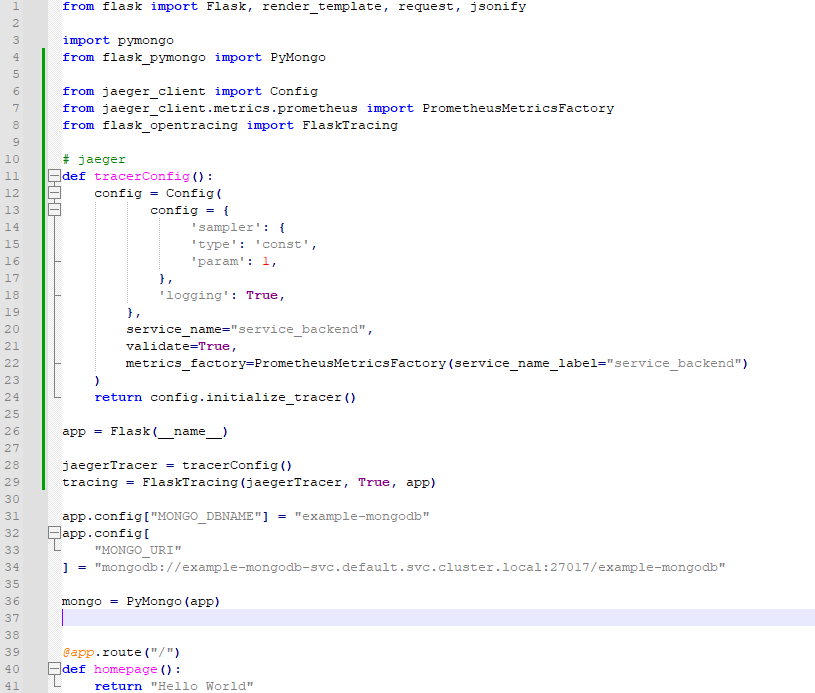 1 from flask import Flask, render_template, request, jsonify
2
3 import pymongo
4 from flask_pymongo import PyMongo
5
6 from jaeger_client import Config
7 from jaeger_client.metrics.prometheus import PrometheusMetricsFactory
8 from flask_opentracing import FlaskTracing
9
10 # jaeger
11 def tracerConfig():
12     config = Config(
13            config = {
14                 'sampler': {
15                 'type': 'const',
16                 'param': 1,
17             },
18             'logging': True,
19         },
20         service_name="service_backend",
21         validate=True,
22         metrics_factory=PrometheusMetricsFactory(service_name_label="service_backend")
23     )
24     return config.initialize_tracer()
25
26 app = Flask(__name__)
27
28 jaegerTracer = tracerConfig()
29 tracing = FlaskTracing(jaegerTracer, True, app)
30
31 app.config["MONGO_DBNAME"] = "example-mongodb"
32 app.config[
33     "MONGO_URI"
34 ] = "mongodb://example-mongodb-svc.default.svc.cluster.local:27017/example-mongodb"
35
36 mongo = PyMongo(app)
37
38
39 @app.route("/")
40 def homepage():
41     return "Hello World"